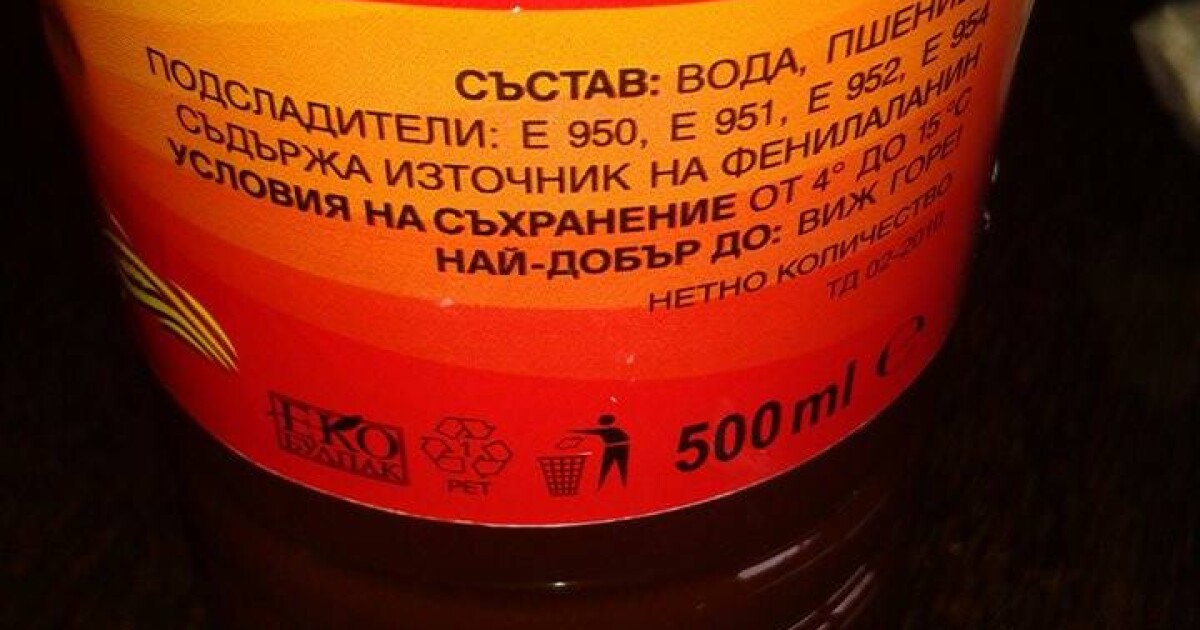 СЪСТАВ: ВОДА,
ПОДСЛАДИТЕЛИ: Е 950, Е 951, Е 952, Е 954
СЪДЪРЖА ИЗТОЧНИК НА ФЕНИЛАЛАНИН
УСЛОВИЯ НА СЪХРАНЕНИЕ ОТ 4° ДО 15 °C
НАЙ-ДОБЪР ДО: ВИЖ ГОРЕ!
НЕТНО КОЛИЧЕСТВО
ТД 02-2010
500 ml e
ЕКО
БУЛПАК
1
PET